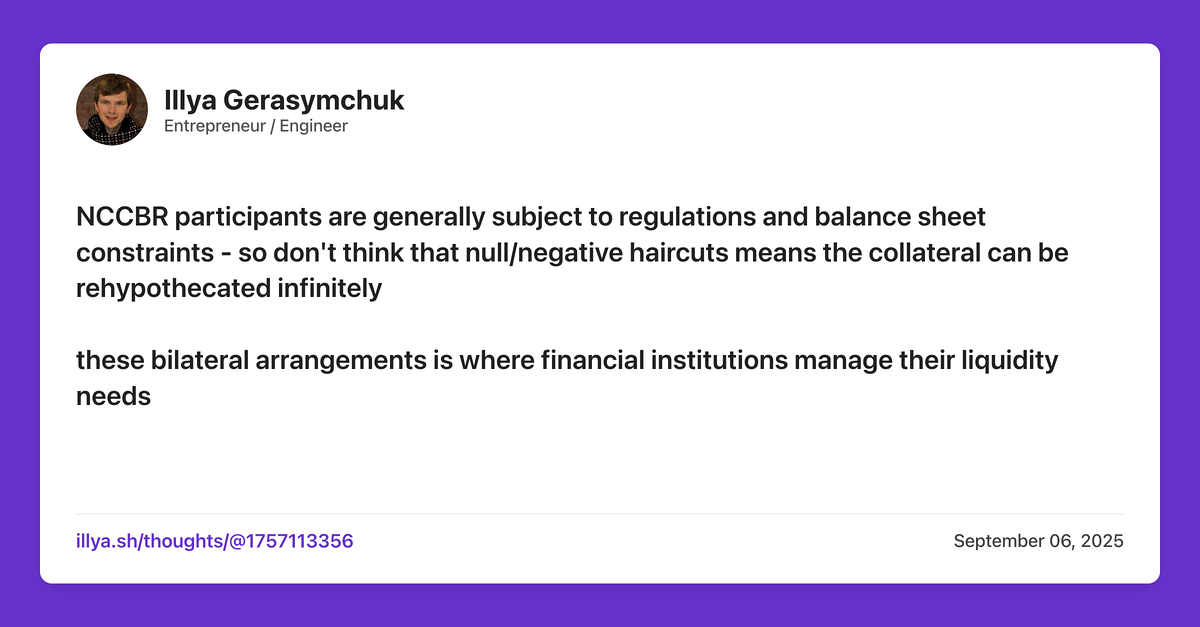 Illya Gerasymchuk
Entrepreneur / Engineer
NCCBR participants are generally subject to regulations and balance sheet
constraints - so don't think that null/negative haircuts means the collateral can be
rehypothecated infinitely
these bilateral arrangements is where financial institutions manage their liquidity
needs
illya.sh/thoughts/@1757113356
September 06, 2025